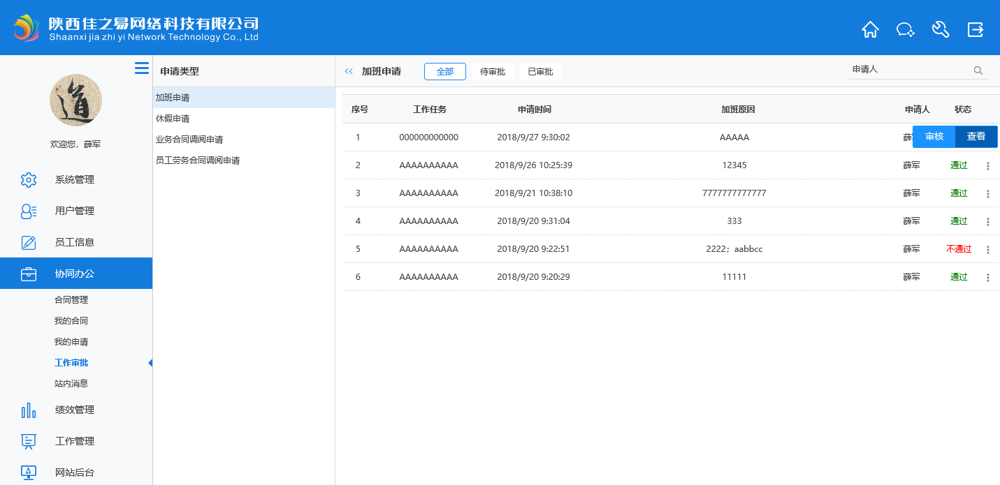 陕西佳之易网络科技有限公司
Shaanxi jia zhi yi Network Technology Co., Ltd
欢迎您，薛军
系统管理
用户管理
员工信息
协同办公
合同管理
我的合同
我的申请
工作审批
站内消息
绩效管理
工作管理
网站后台
申请类型
加班申请
休假申请
业务合同调阅申请
员工劳务合同调阅申请
加班申请 全部 待审批 已审批 申请人
序号 工作任务 申请时间 加班原因 申请人 状态
1 000000000000 2018/9/27 9:30:02 AAAAA 薛 审核 查看
2 AAAAAAAAAA 2018/9/26 10:25:39 12345 薛军 通过
3 AAAAAAAAAA 2018/9/21 10:38:10 7777777777777 薛军 通过
4 AAAAAAAAAA 2018/9/20 9:31:04 333 薛军 通过
5 AAAAAAAAAA 2018/9/20 9:22:51 2222；aabbcc 薛军 不通过
6 AAAAAAAAAA 2018/9/20 9:20:29 11111 薛军 通过